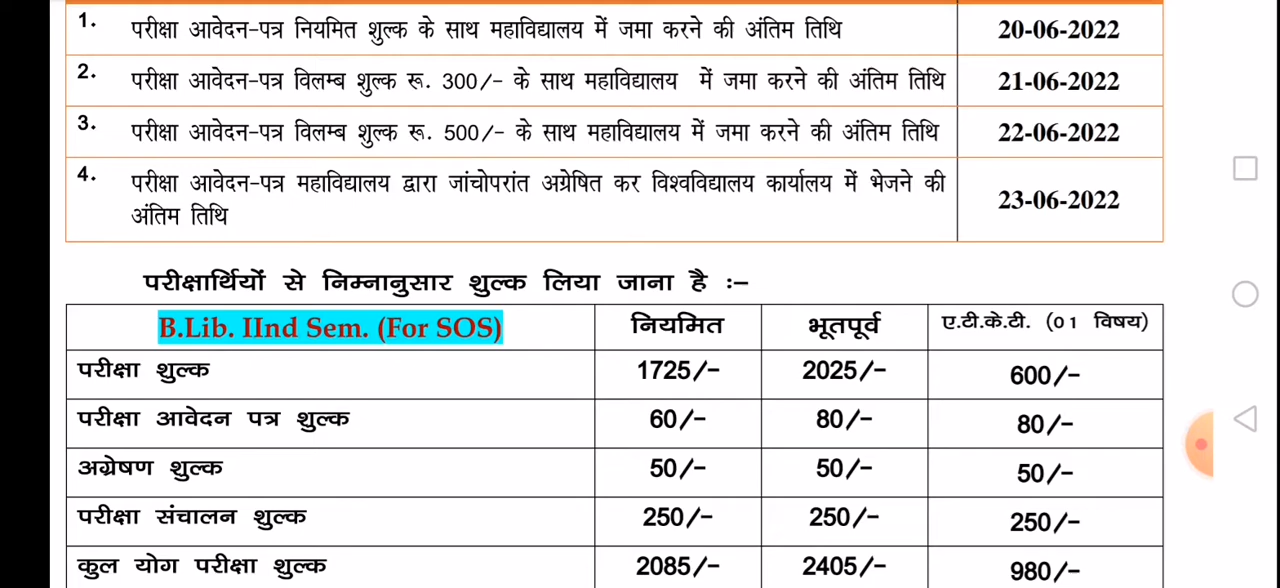 1. परीक्षा आवेदन-पत्र नियमित शुल्क के साथ महाविद्यालय में जमा करने की अंतिम तिथि 20-06-2022
2. परीक्षा आवेदन-पत्र विलम्ब शुल्क रू. 300/- के साथ महाविद्यालय में जमा करने की अंतिम तिथि 21-06-2022
3. परीक्षा आवेदन-पत्र विलम्ब शुल्क रू. 500/- के साथ महाविद्यालय में जमा करने की अंतिम तिथि 22-06-2022
4. परीक्षा आवेदन-पत्र महाविद्यालय द्वारा जांचोपरांत अग्रेषित कर विश्वविद्यालय कार्यालय में भेजने की
अंतिम तिथि 23-06-2022
परीक्षार्थियों से निम्नानुसार शुल्क लिया जाना है :-
B.Lib. IInd Sem. (For SOS) नियमित भूतपूर्व ए.टी.के.टी. (01 विषय)
परीक्षा शुल्क 1725/- 2025/- 600/-
परीक्षा आवेदन पत्र शुल्क 60/- 80/- 80/-
अग्रेषण शुल्क 50/- 50/- 50/-
परीक्षा संचालन शुल्क 250/- 250/- 250/-
कुल योग परीक्षा शुल्क 2085/- 2405/- 980/-